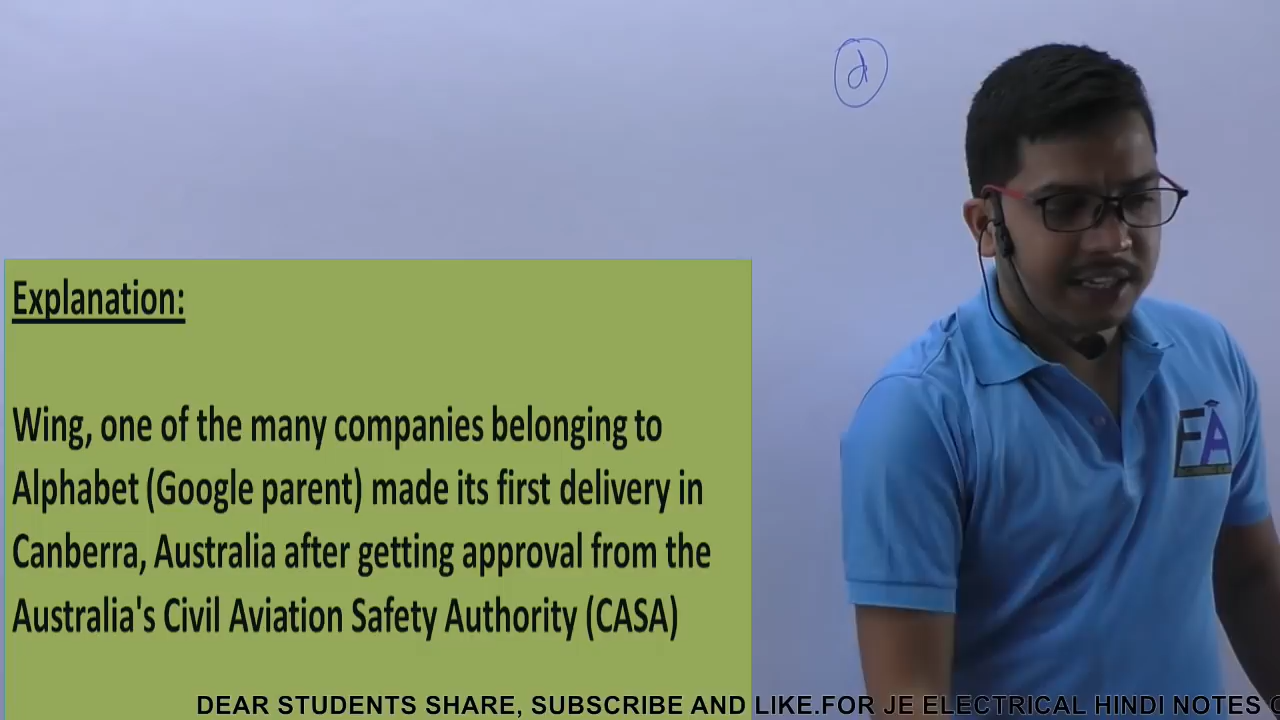 d
Explanation:
Wing, one of the many companies belonging to
Alphabet (Google parent) made its first delivery in
Canberra, Australia after getting approval from the
Australia's Civil Aviation Safety Authority (CASA)
FA
DEAR STUDENTS SHARE, SUBSCRIBE AND LIKE.FOR JE ELECTRICAL HINDI NOTES